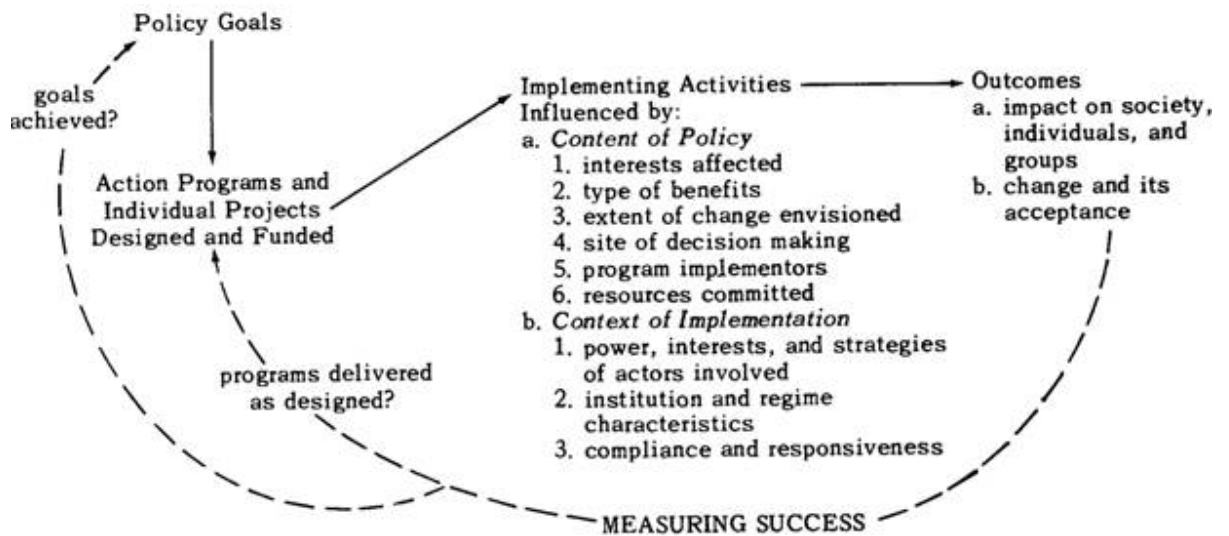 Policy Goals
goals
achieved?
Action Programs and
Individual Projects
Designed and Funded
programs delivered
as designed?
Implementing Activities
Influenced by:
a. Content of Policy
1. interests affected
2. type of benefits
3. extent of change envisioned
4. site of decision making
5. program implementors
6. resources committed
b. Context of Implementation
1. power, interests, and strategies
of actors involved
2. institution and regime
characteristics
3. compliance and responsiveness
Outcomes
a. impact on society,
individuals, and
groups
b. change and its
acceptance
MEASURING SUCCESS